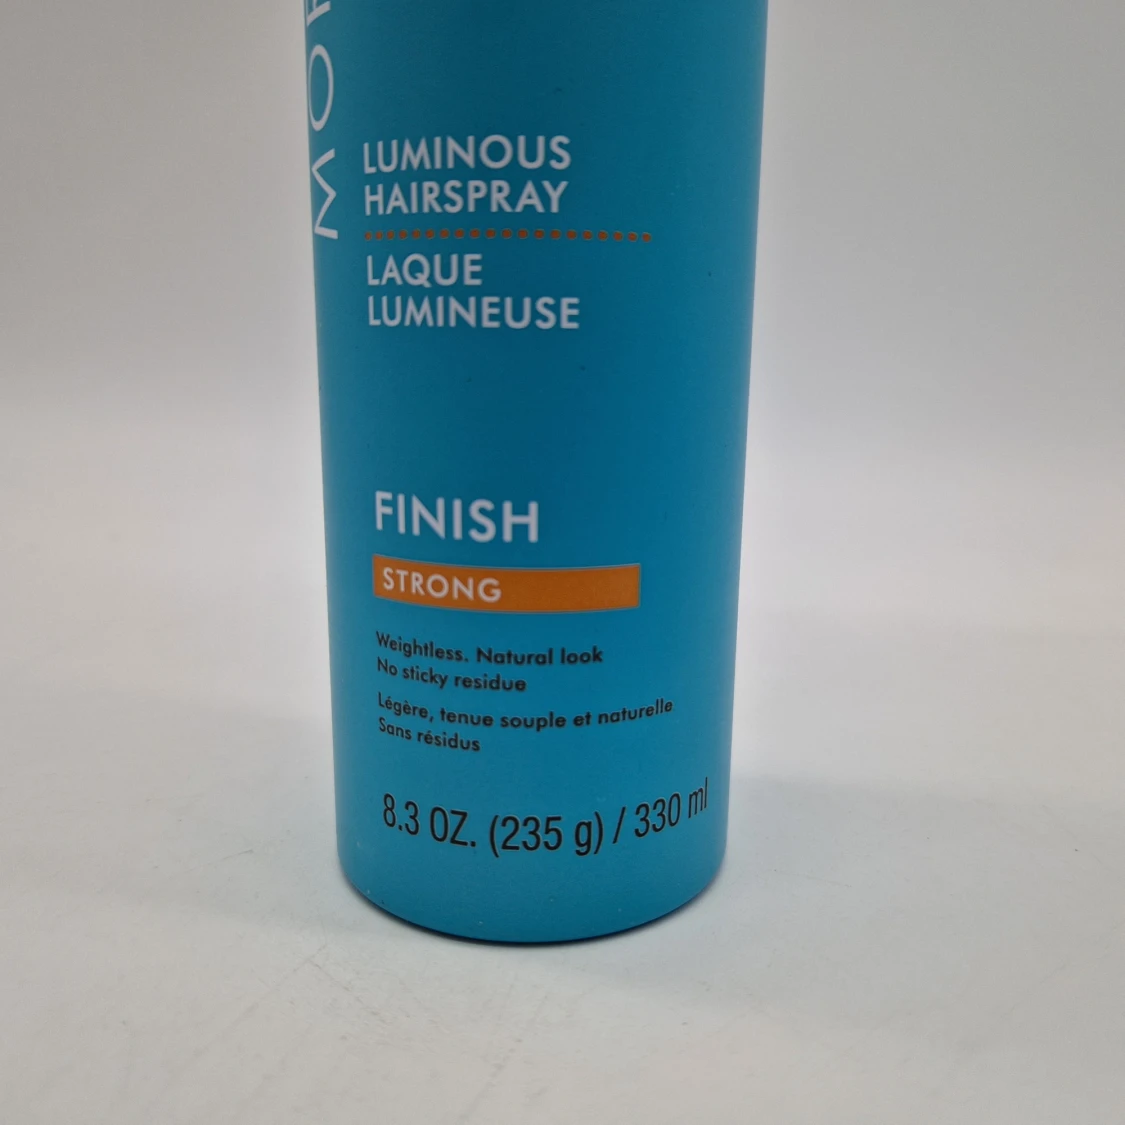 MOR
LUMINOUS
HAIRSPRAY
LAQUE
LUMINEUSE
FINISH
STRONG
Weightless. Natural look
No sticky residue
Légère, tenue souple et naturelle
Sans résidus
8.3 OZ. (235 g) / 330 ml